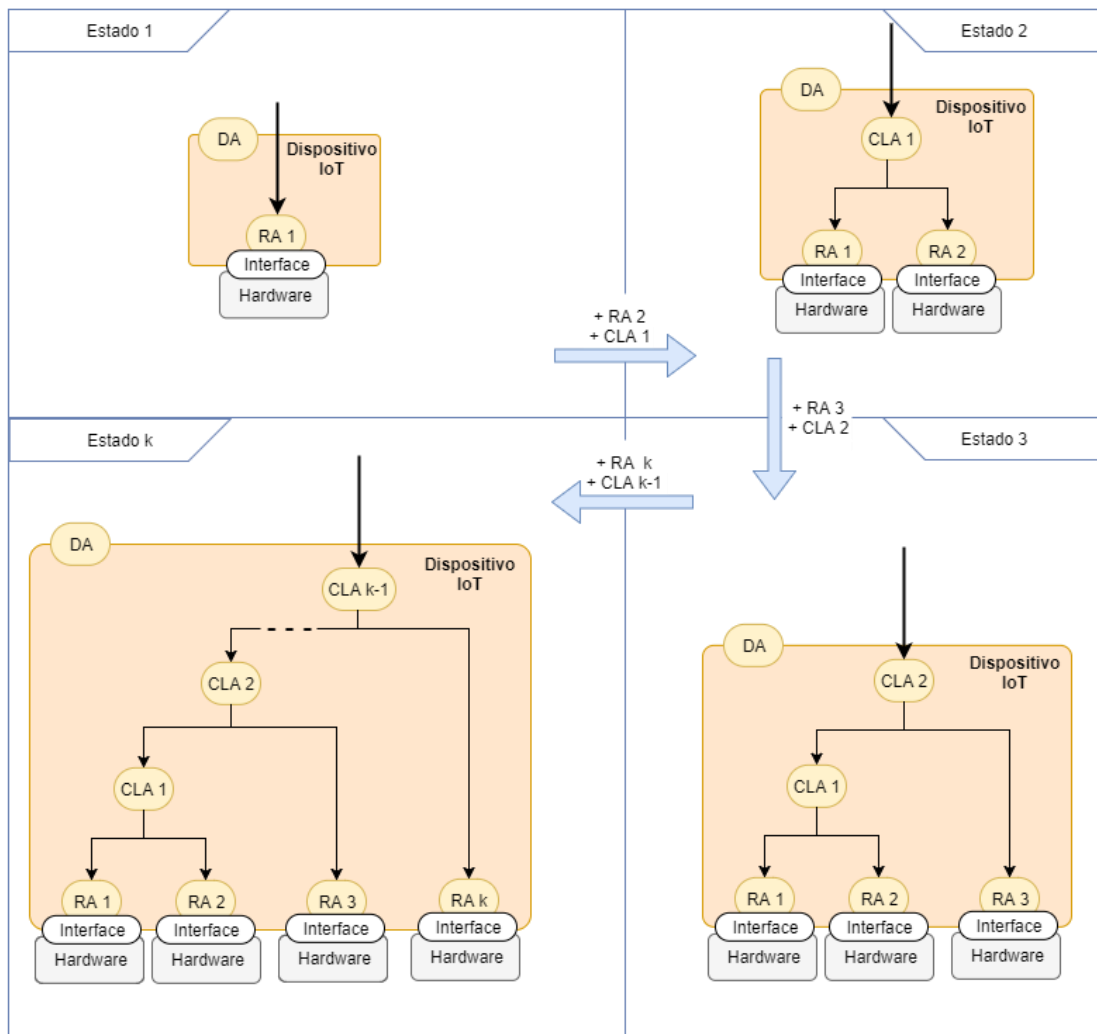 Estado 1
DA
Dispositivo
IoT
RA 1
Interface
Hardware
Estado 2
DA
Dispositivo
IoT
CLA 1
RA 1
RA 2
Interface
Interface
Hardware
Hardware
+ RA 2
+ CLA 1
+ RA 3
+ CLA 2
Estado 3
DA
Dispositivo
IoT
CLA 2
CLA 1
RA 1
RA 2
RA 3
Interface
Interface
Interface
Hardware
Hardware
Hardware
+ RA k
+ CLA k-1
Estado k
DA
Dispositivo
IoT
CLA k-1
CLA 2
CLA 1
RA 1
RA 2
RA 3
RA k
Interface
Interface
Interface
Interface
Hardware
Hardware
Hardware
Hardware